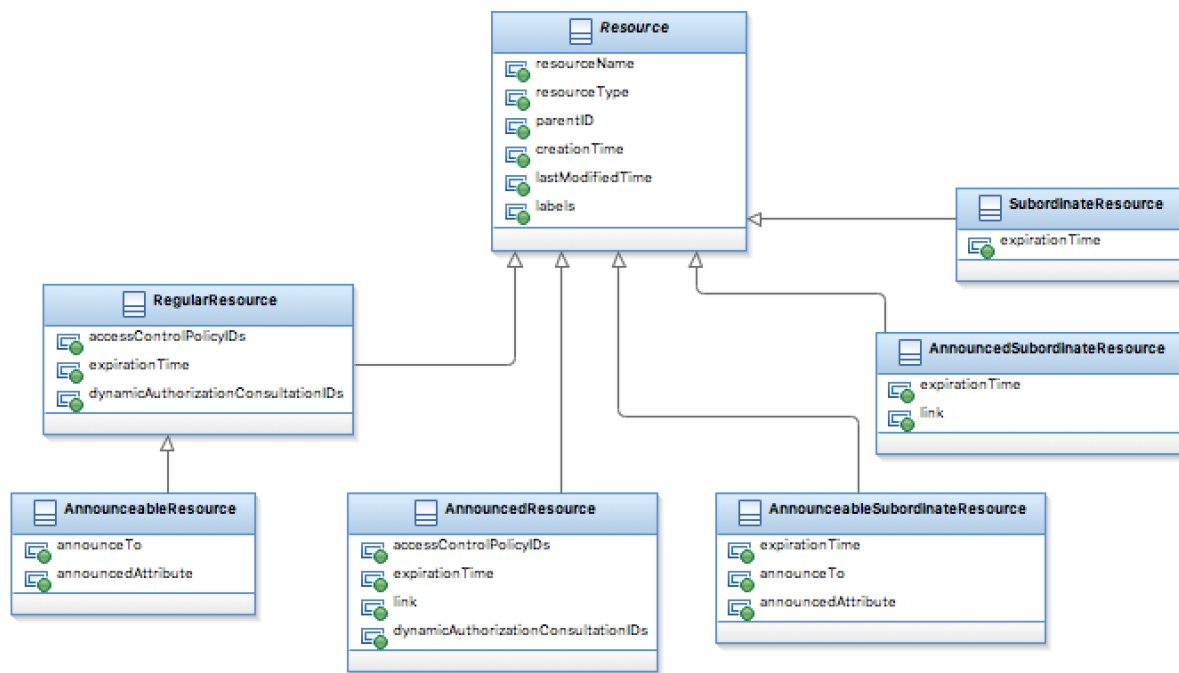 Resource
resourceName
resourceType
parentID
creationTime
lastModifiedTime
labels
SubordinateResource
expirationTime
RegularResource
accessControlPolicyIDs
expirationTime
dynamicAuthorizationConsultationIDs
AnnouncedSubordinateResource
expirationTime
link
AnnounceableResource
announceTo
announcedAttribute
AnnouncedResource
accessControlPolicyIDs
expirationTime
link
dynamicAuthorizationConsultationIDs
AnnounceableSubordinateResource
expirationTime
announceTo
announcedAttribute